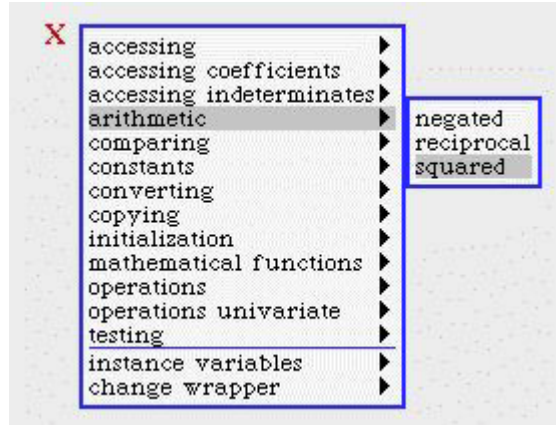 X
accessing
accessing coefficients
accessing indeterminates
arithmetic
comparing
constants
converting
copying
initialization
mathematical functions
operations
operations univariate
testing
instance variables
change wrapper
negated
reciprocal
squared